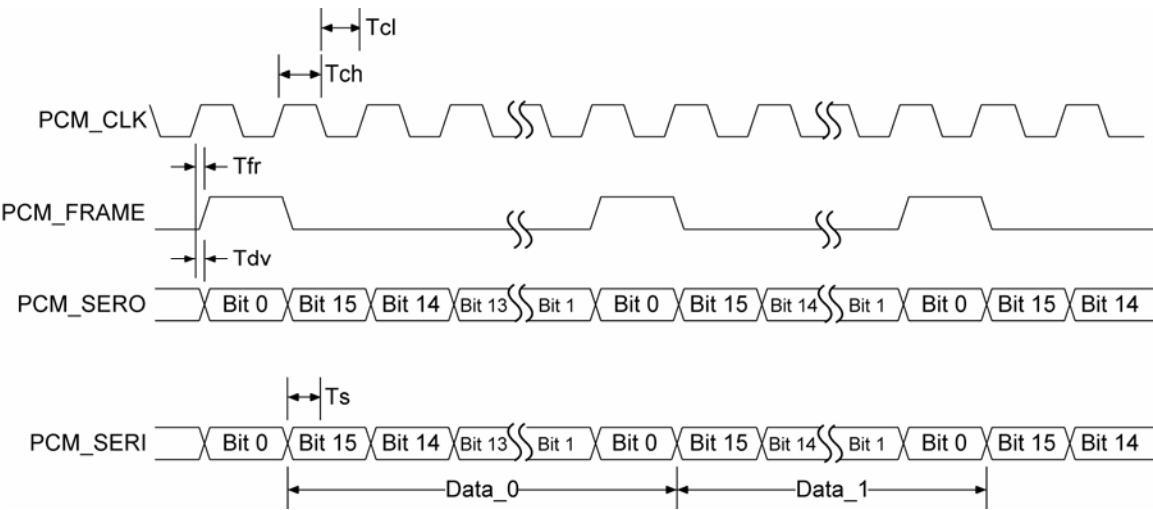 Tcl
Tch
PCM_CLK
Tfr
PCM_FRAME
Tdv
PCM_SERO Bit 0 Bit 15 Bit 14 Bit 13 Bit 1 Bit 0 Bit 15 Bit 14 Bit 1 Bit 0 Bit 15 Bit 14
Ts
PCM_SERI Bit 0 Bit 15 Bit 14 Bit 13 Bit 1 Bit 0 Bit 15 Bit 14 Bit 1 Bit 0 Bit 15 Bit 14
Data_0 Data_1